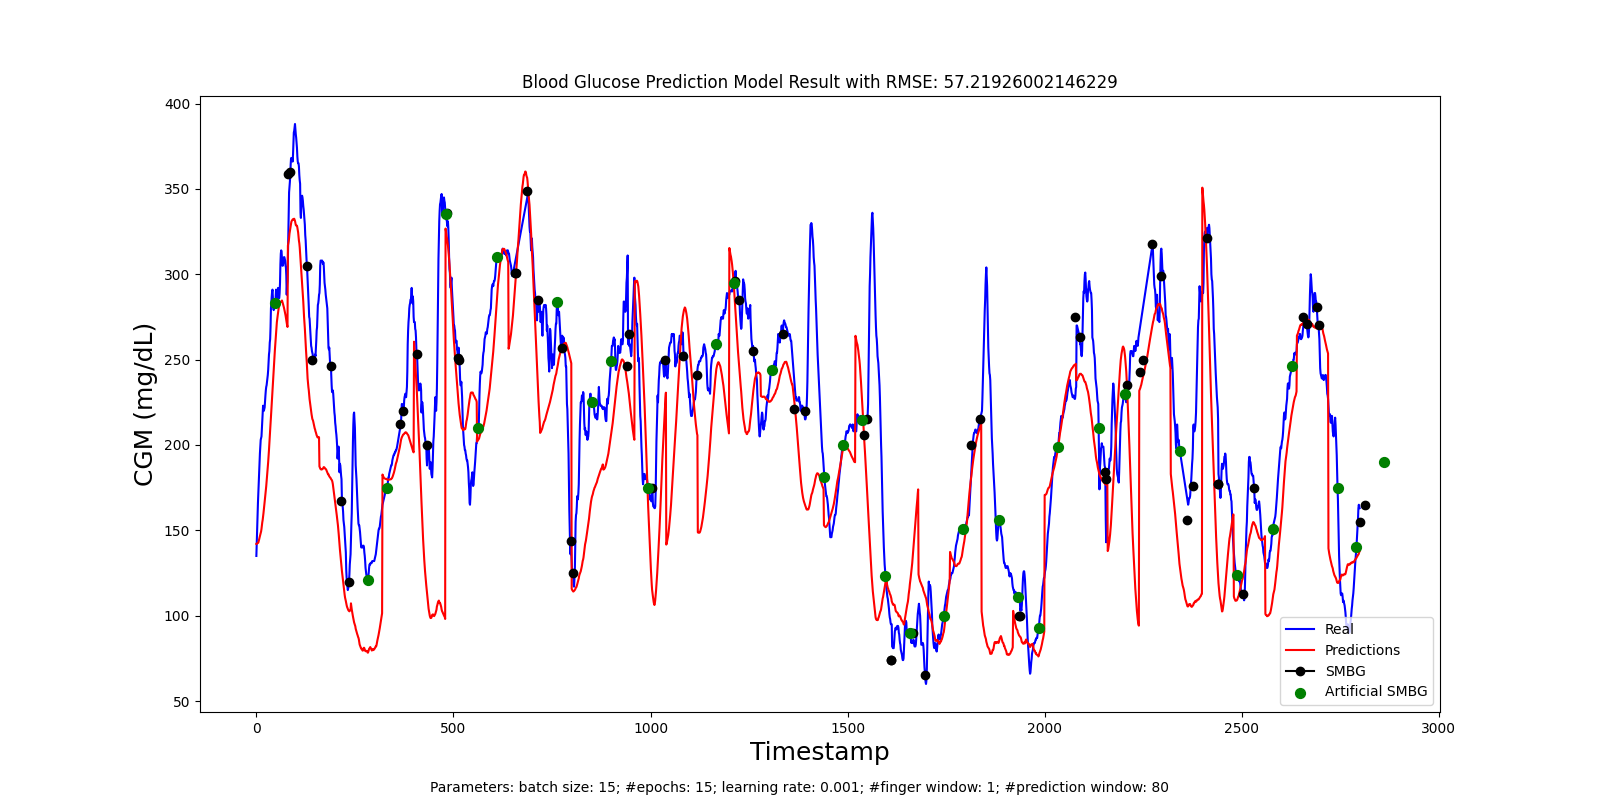 Blood Glucose Prediction Model Result with RMSE: 57.21926002146229
400
350
300
250
200
150
100
50
CGM (mg/dL)
0
500
1000
1500
2000
2500
3000
Timestamp
Real
Predictions
SMBG
Artificial SMBG
Parameters: batch size: 15; #epochs: 15; learning rate: 0.001; #finger window: 1; #prediction window: 80